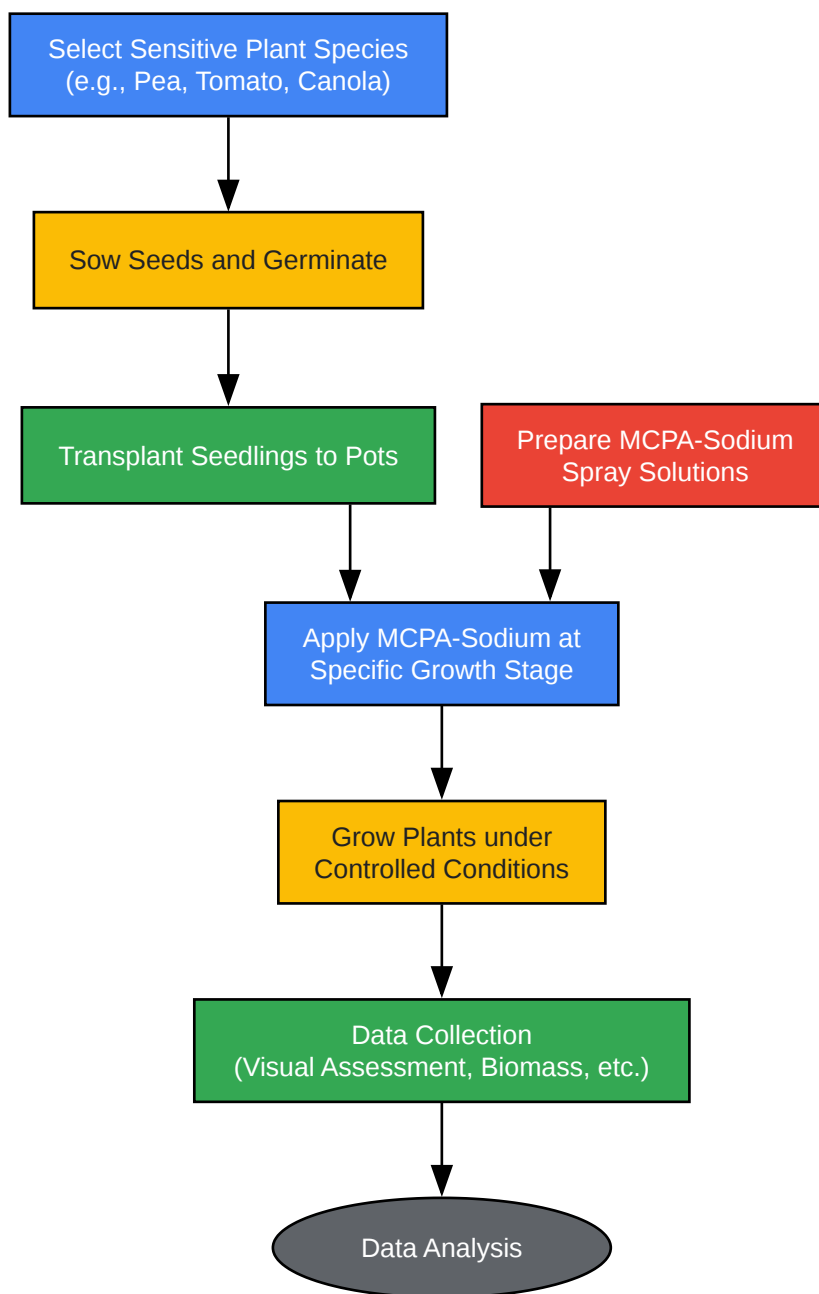 Select Sensitive Plant Species
(e.g., Pea, Tomato, Canola)
Sow Seeds and Germinate
Transplant Seedlings to Pots
Prepare MCPA-Sodium
Spray Solutions
Apply MCPA-Sodium at
Specific Growth Stage
Grow Plants under
Controlled Conditions
Data Collection
(Visual Assessment, Biomass, etc.)
Data Analysis